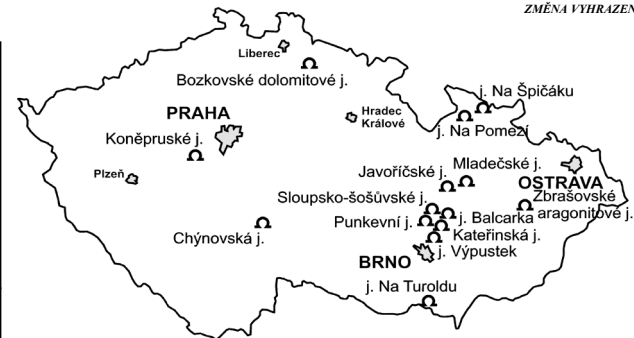 ZMĚNA VYHRAZEN
Liberec
Bozkovské dolomitové j.
j. Na Špičáku
PRAHA
Hradec
Králové
j. Na Pomezí
Koněpruské j.
Plzeň
Javoříčské j.
Mladečské j.
OSTRAVA
Sloupsko-šošůvské j.
Zbrašovské
aragonitové j.
Punkevní j.
j. Balcarka
Chýnovská j.
Kateřinská j.
j. Výpustek
BRNO
j. Na Turoldu